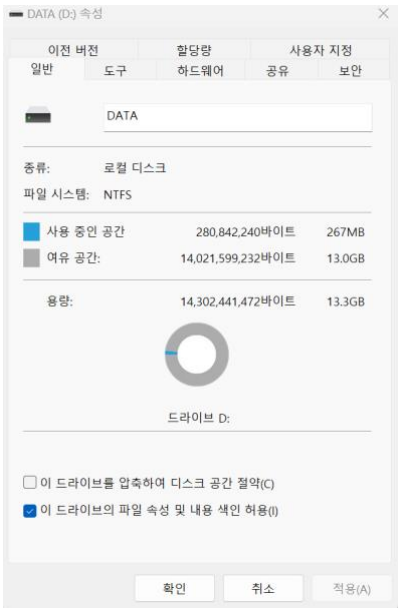 DATA (D:) 속성
이전 버전 할당량 사용자 지정
일반 도구 하드웨어 공유 보안
DATA
종류: 로컬 디스크
파일 시스템: NTFS
사용 중인 공간 280,842,240바이트 267MB
여유 공간: 14,021,599,232바이트 13.0GB
용량: 14,302,441,472바이트 13.3GB
드라이브 D:
이 드라이브를 압축하여 디스크 공간 절약(C)
이 드라이브의 파일 속성 및 내용 색인 허용(I)
확인 취소 적용(A)